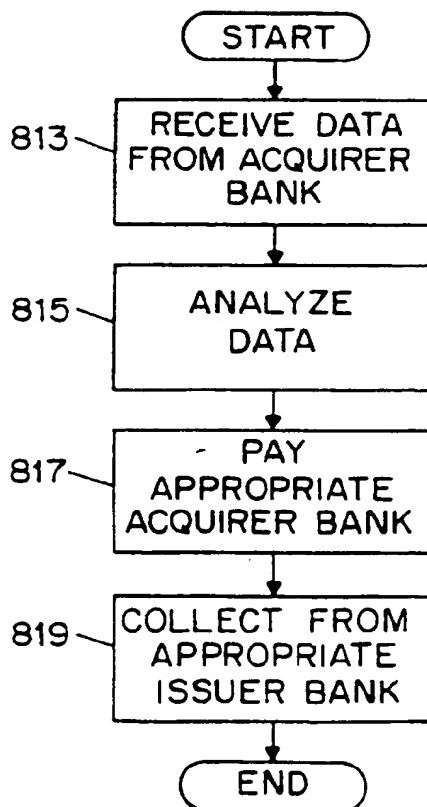 START
813
RECEIVE DATA
FROM ACQUIRER
BANK
815
ANALYZE
DATA
817
PAY
APPROPRIATE
ACQUIRER BANK
819
COLLECT FROM
APPROPRIATE
ISSUER BANK
END